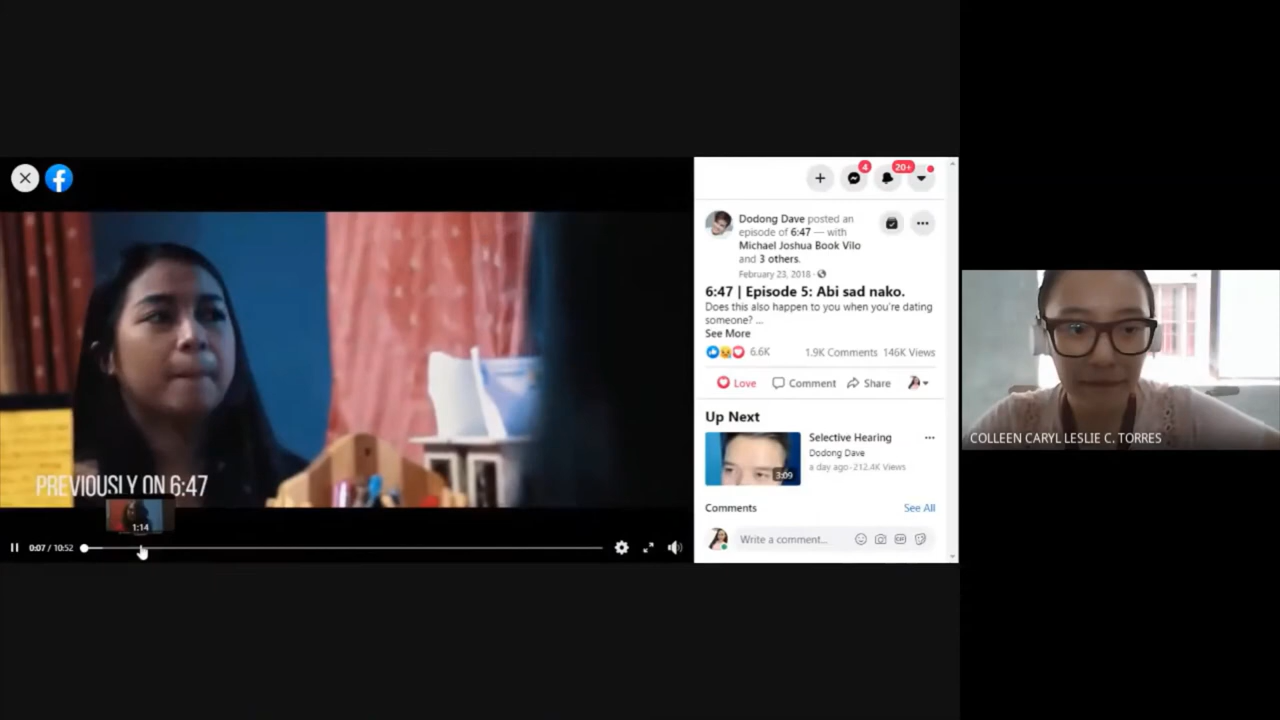 PREVIOUSLY ON 6:47
1:14
0:07 / 10:52
4
20+
Dodong Dave posted an
episode of 6:47 — with
Michael Joshua Book Vilo
and 3 others.
February 23, 2018 ·
6:47 | Episode 5: Abi sad nako.
Does this also happen to you when you're dating
someone? ...
See More
6.6K
1.9K Comments
146K Views
Love
Comment
Share
Up Next
3:09
Selective Hearing
Dodong Dave
a day ago · 212.4K Views
Comments
See All
Write a comment...
GIF
COLLEEN CARYL LESLIE C. TORRES